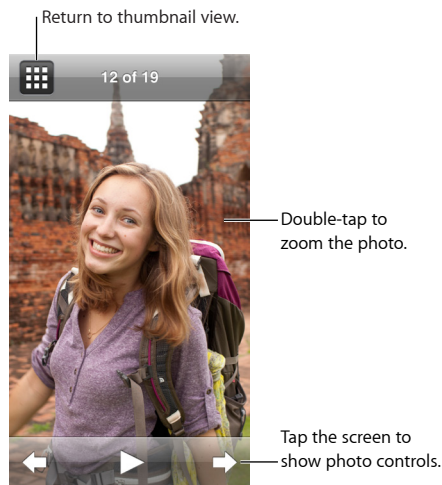 Return to thumbnail view.
12 of 19
Double-tap to
zoom the photo.
Tap the screen to
show photo controls.